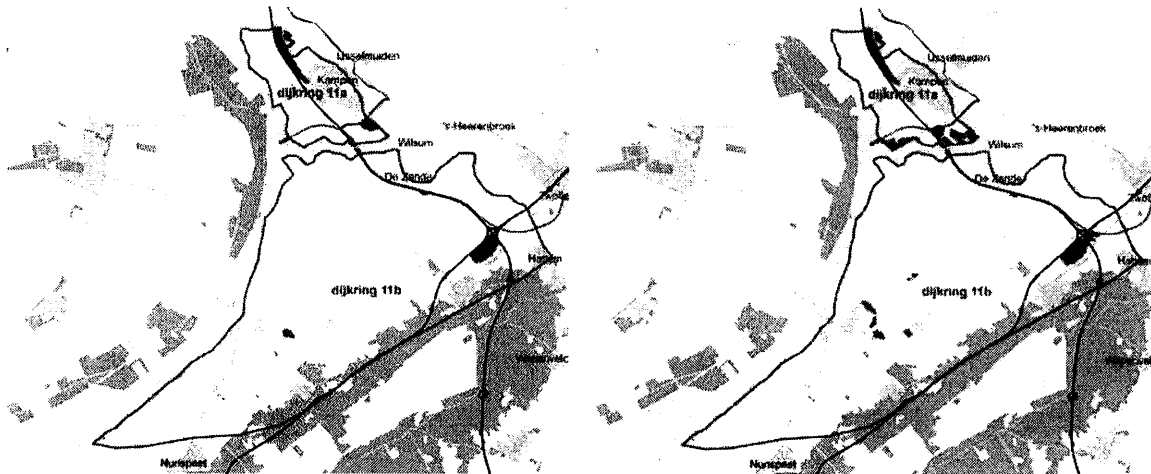 IJsselmuiden
Kampen
dijkring 11a
's-Heerenbroek
Wilsum
De Zande
Hattem
dijkring 11b
Nunspeet
IJsselmuiden
Kampen
dijkring 11a
's-Heerenbroek
Wilsum
De Zande
dijkring 11b
Nunspeet